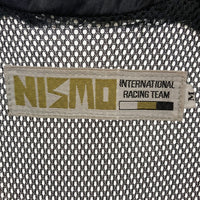 NISMO
INTERNATIONAL
RACING TEAM
M